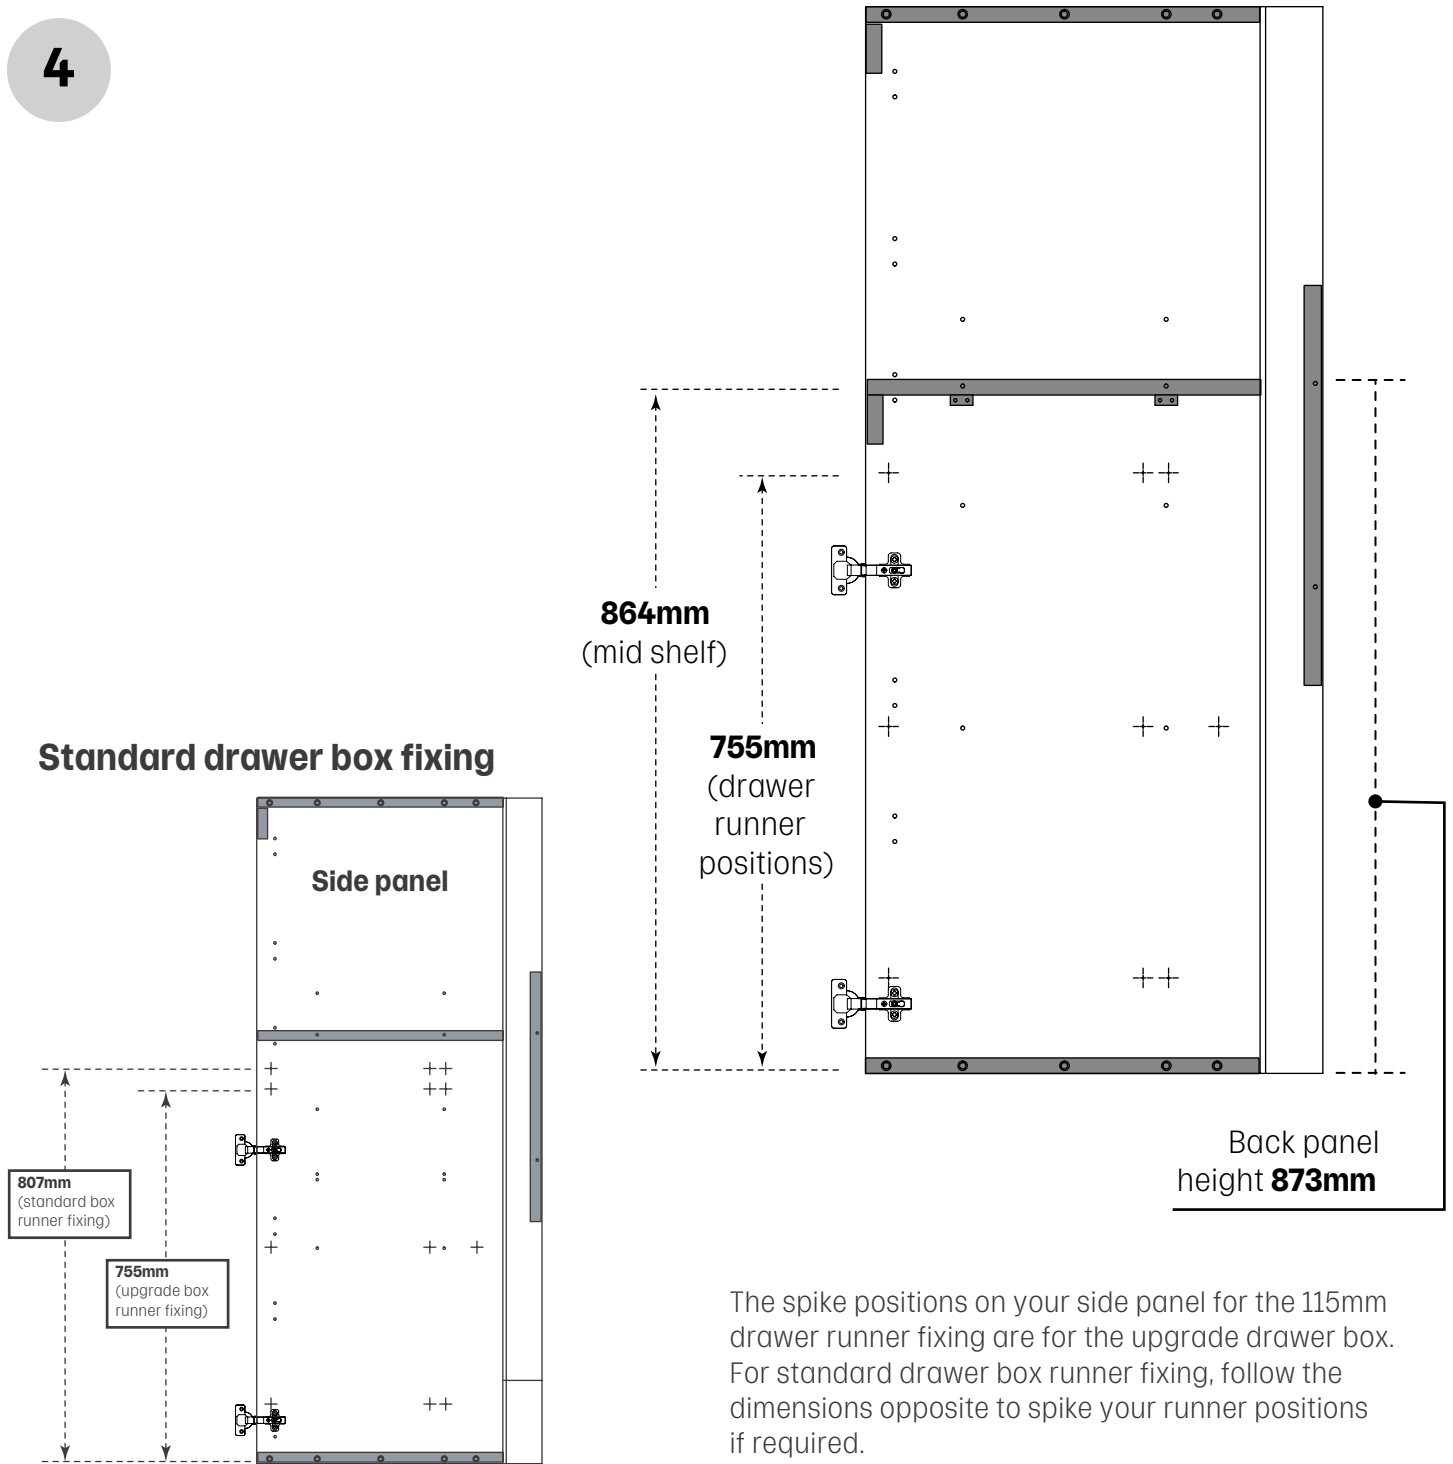 4
864mm
(mid shelf)
755mm
(drawer
runner
positions)
Standard drawer box fixing
Side panel
807mm
(standard box
runner fixing)
755mm
(upgrade box
runner fixing)
Back panel
height 873mm
The spike positions on your side panel for the 115mm
drawer runner fixing are for the upgrade drawer box.
For standard drawer box runner fixing, follow the
dimensions opposite to spike your runner positions
if required.